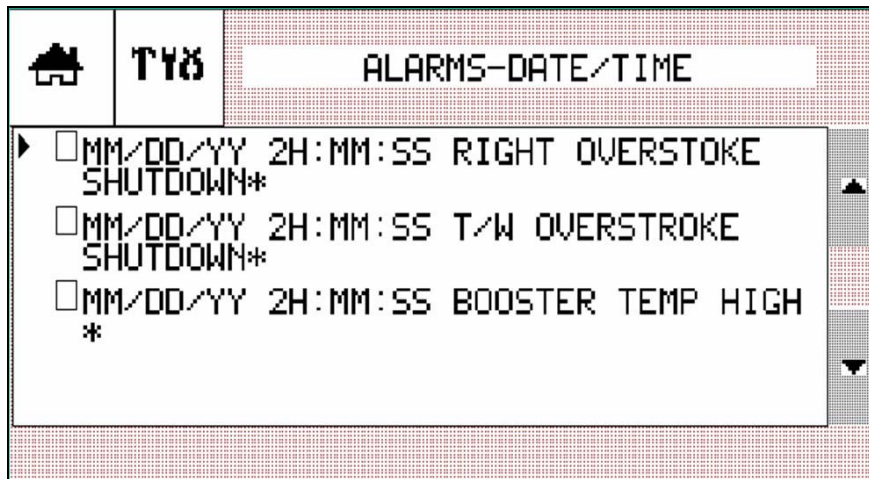 ALARMS-DATE/TIME
MM/DD/YY 2H:MM:SS RIGHT OVERSTOKE
SHUTDOWN*
MM/DD/YY 2H:MM:SS T/W OVERSTROKE
SHUTDOWN*
MM/DD/YY 2H:MM:SS BOOSTER TEMP HIGH
*